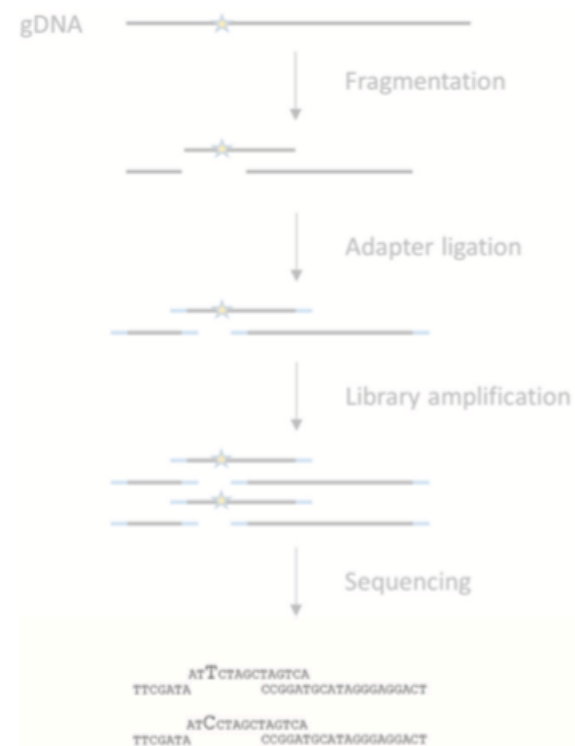 gDNA
Fragmentation
Adapter ligation
Library amplification
Sequencing
ATTCTAGCTAGTCA
TTCGATA CCGGATGCATAGGGAGGACT
ATCCTAGCTAGTCA
TTCGATA CCGGATGCATAGGGAGGACT